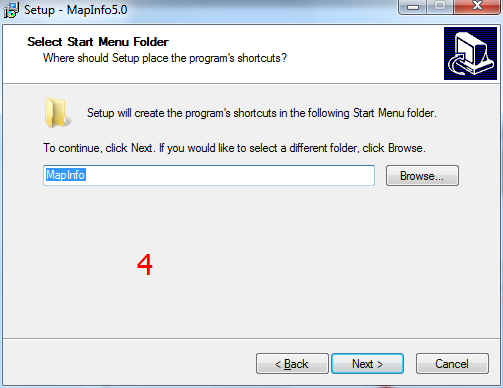 Setup - MapInfo5.0
Select Start Menu Folder
Where should Setup place the program's shortcuts?
Setup will create the program's shortcuts in the following Start Menu folder.
To continue, click Next. If you would like to select a different folder, click Browse.
MapInfo
Browse...
4
< Back
Next >
Cancel